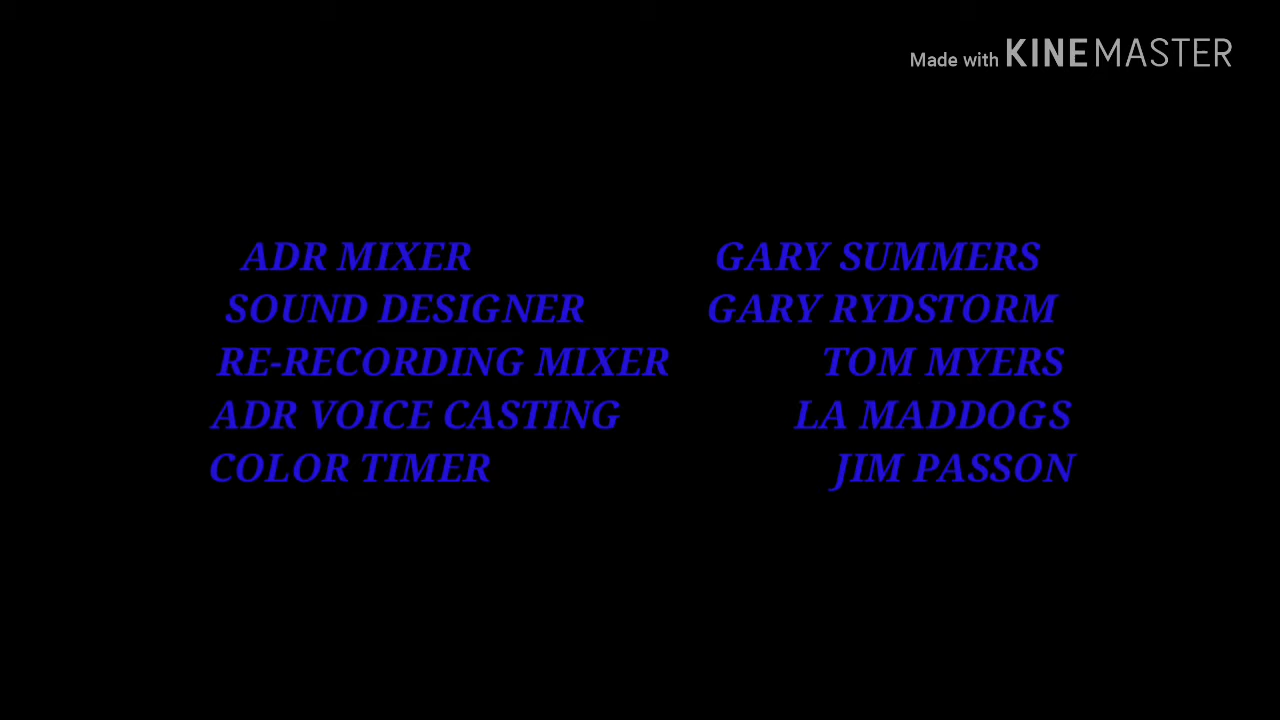 Made with KINEMASTER
ADR MIXER GARY SUMMERS
SOUND DESIGNER GARY RYDSTORM
RE-RECORDING MIXER TOM MYERS
ADR VOICE CASTING LA MADDOGS
COLOR TIMER JIM PASSON